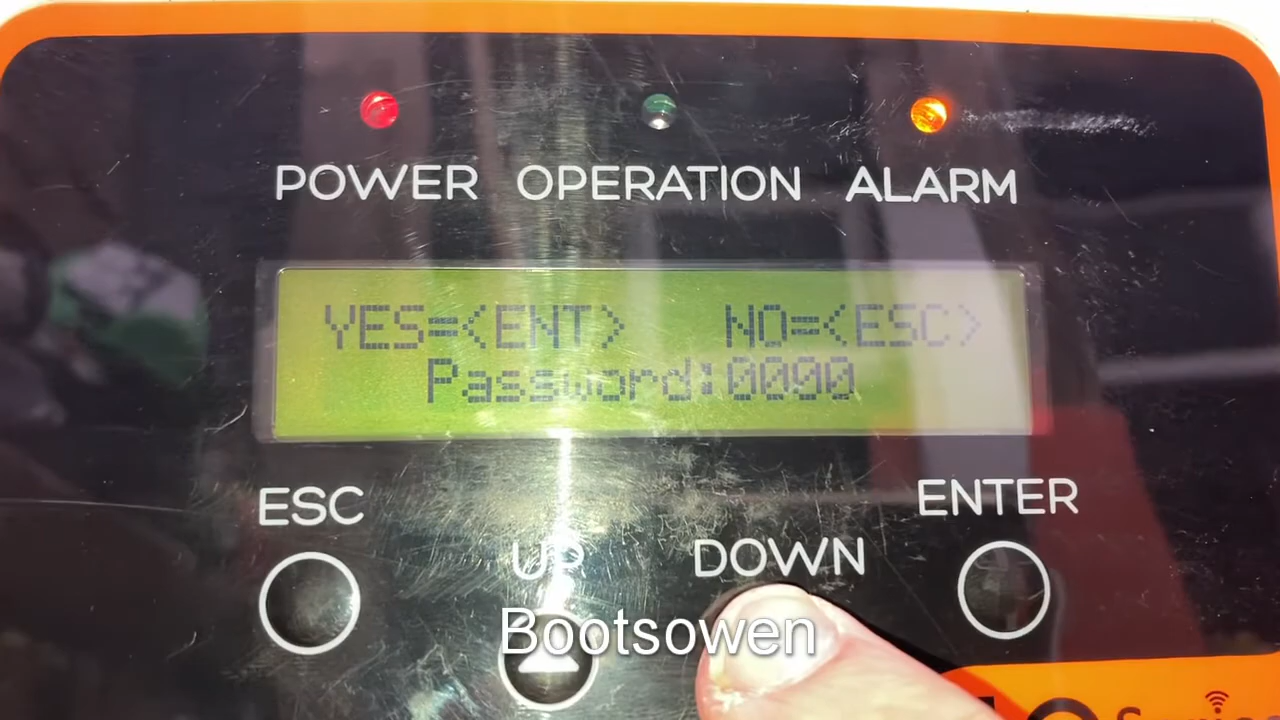 POWER OPERATION ALARM
YES=<ENT> NO=<ESC>
Password:0000
ESC UP DOWN ENTER
Bootsowen